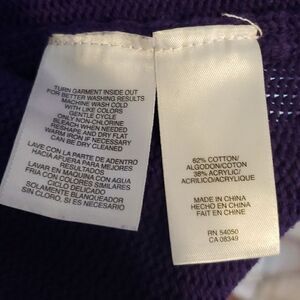 TURN GARMENT INSIDE OUT
FOR BETTER WASHING RESULTS
MACHINE WASH COLD
WITH LIKE COLORS
GENTLE CYCLE
ONLY NON-CHLORINE
BLEACH WHEN NEEDED
RESHAPE AND DRY FLAT
WARM IRON IF NECESSARY
CAN BE DRY CLEANED
LAVE CON LA PARTE DE ADENTRO
HACIA AFUERA PARA MEJORES
RESULTADOS
LAVAR EN MAQUINA CON AGUA
FRIA CON COLORES SIMILARES
CICLO DELICADO
SOLAMENTE BLANQUEADOR
SIN CLORO, SI ES NECESARIO
62% COTTON/
ALGODON/COTON
38% ACRYLIC/
ACRILICO/ACRYLIQUE
MADE IN CHINA
HECHO EN CHINA
FAIT EN CHINE
RN 54050
CA 08349